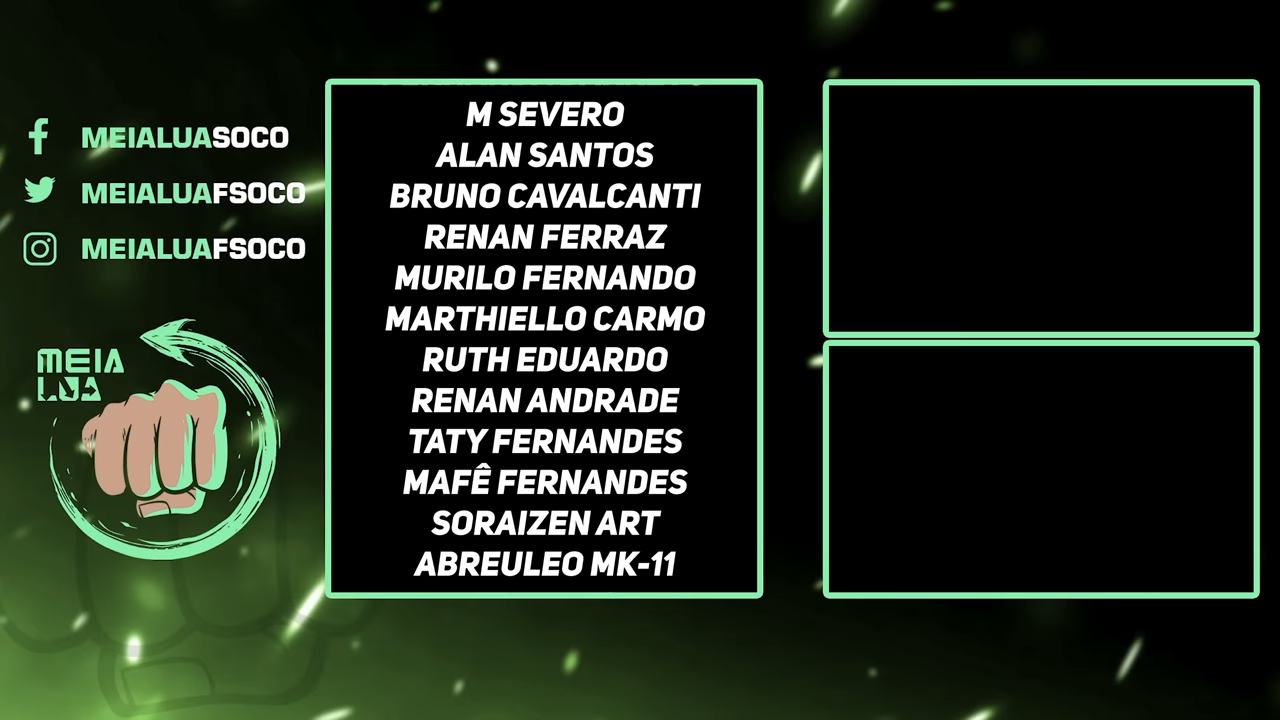 MEIALUASOCO
MEIALUAFSOCO
MEIALUAFSOCO
MEIA
LUA
M SEVERO
ALAN SANTOS
BRUNO CAVALCANTI
RENAN FERRAZ
MURILO FERNANDO
MARTHIELLO CARMO
RUTH EDUARDO
RENAN ANDRADE
TATY FERNANDES
MAFÊ FERNANDES
SORAIZEN ART
ABREULEO MK-11